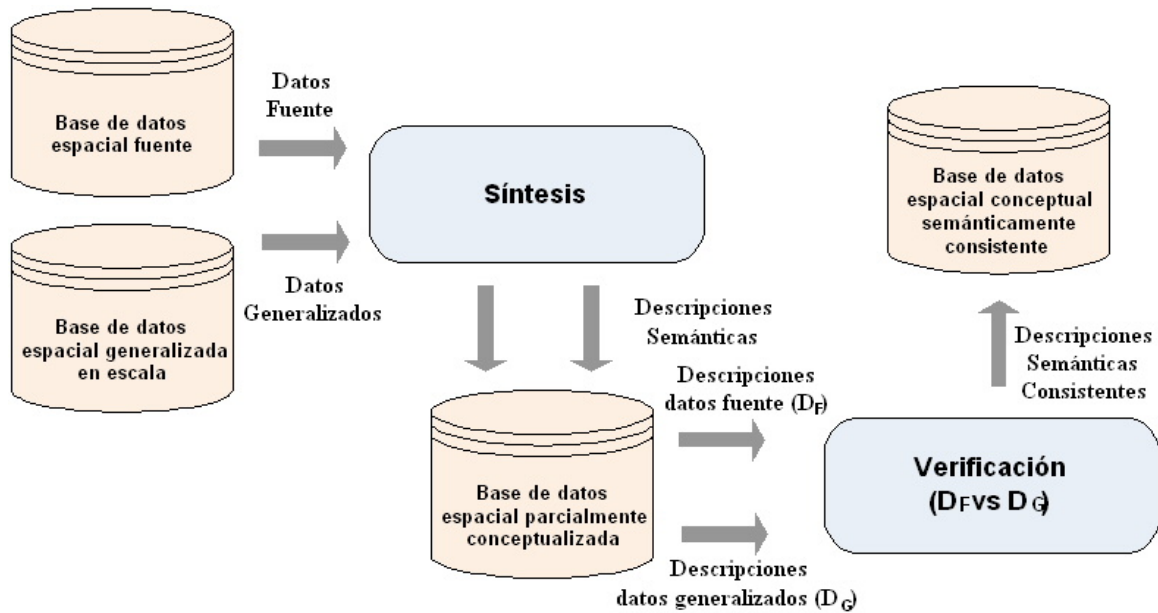 Base de datos
espacial fuente
Datos
Fuente
Base de datos
espacial generalizada
en escala
Datos
Generalizados
Síntesis
Descripciones
Semánticas
Base de datos
espacial parcialmente
conceptualizada
Descripciones
datos fuente (DF)
Descripciones
datos generalizados (DG)
Verificación
(DF vs DG)
Descripciones
Semánticas
Consistentes
Base de datos
espacial conceptual
semánticamente
consistente